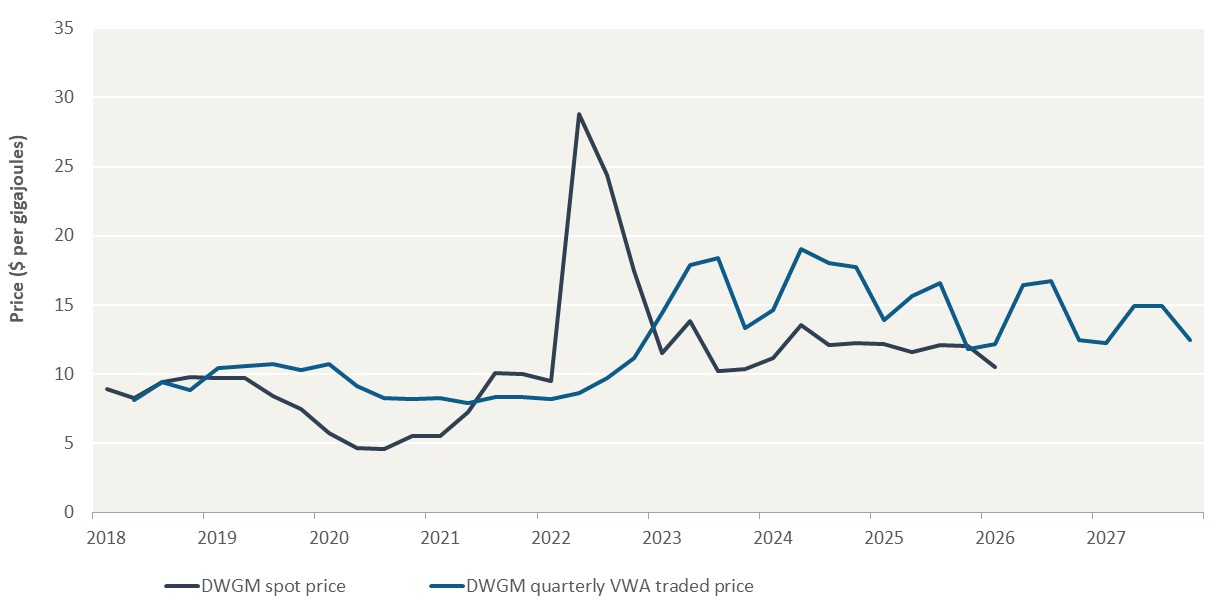 Price ($ per gigajoules)
35
30
25
20
15
10
5
0
2018 2019 2020 2021 2022 2023 2024 2025 2026 2027
DWGM spot price DWGM quarterly VWA traded price